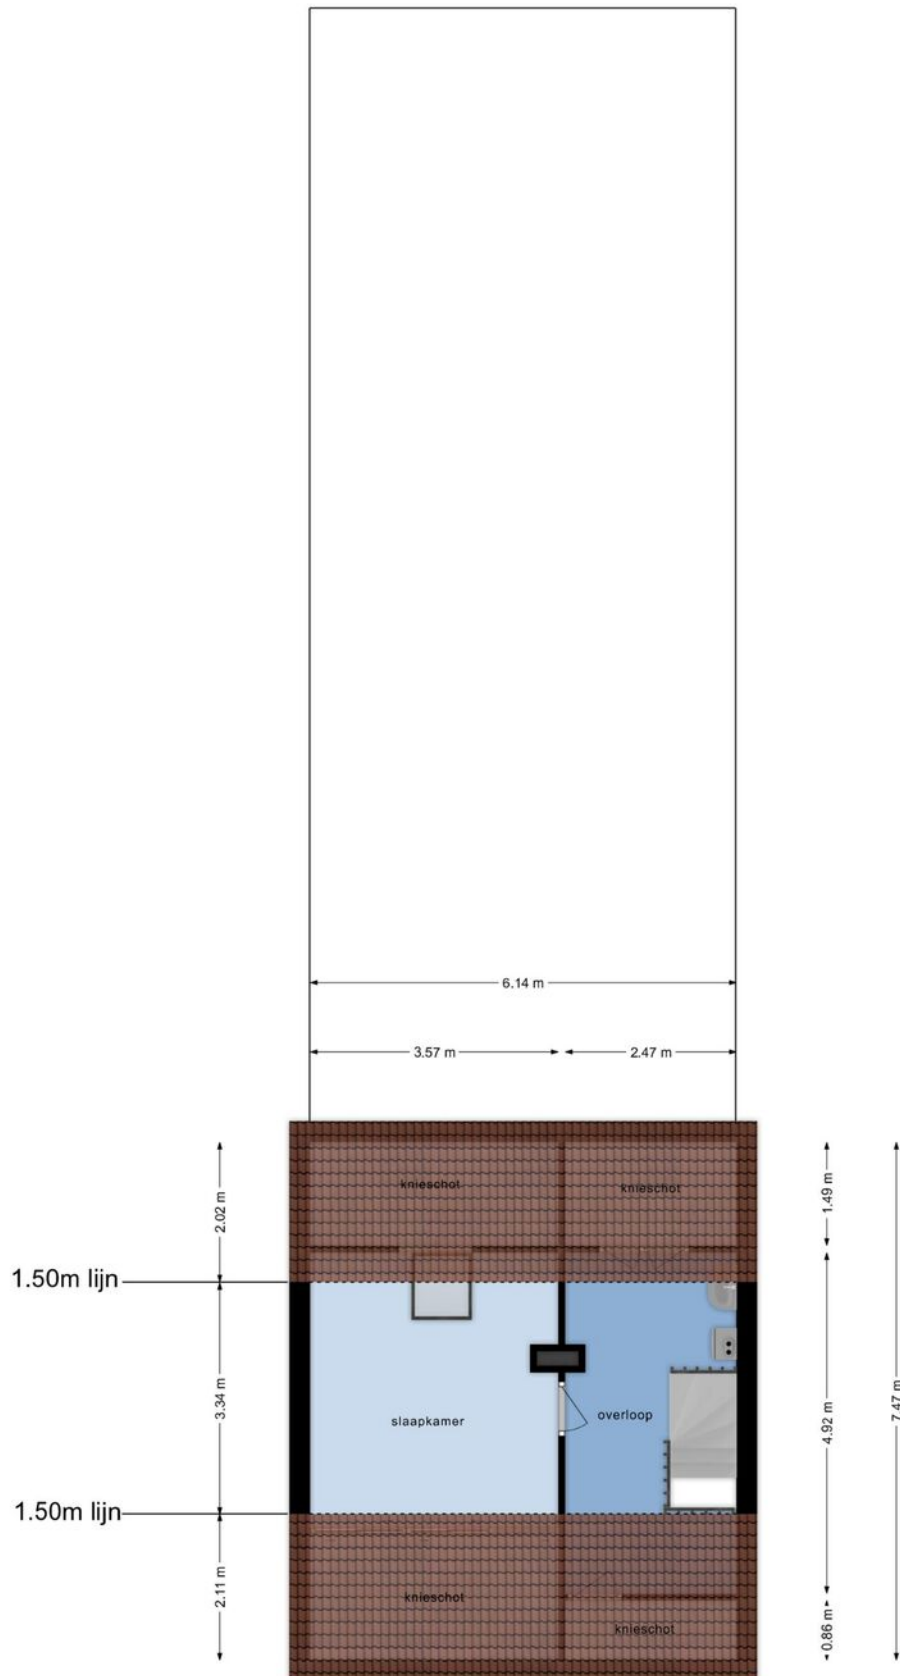 6.14 m
3.57 m
2.47 m
knieschot
knieschot
2.02 m
1.49 m
1.50m lijn
slaapkamer
overloop
3.34 m
4.92 m
7.47 m
1.50m lijn
knieschot
knieschot
2.11 m
0.86 m